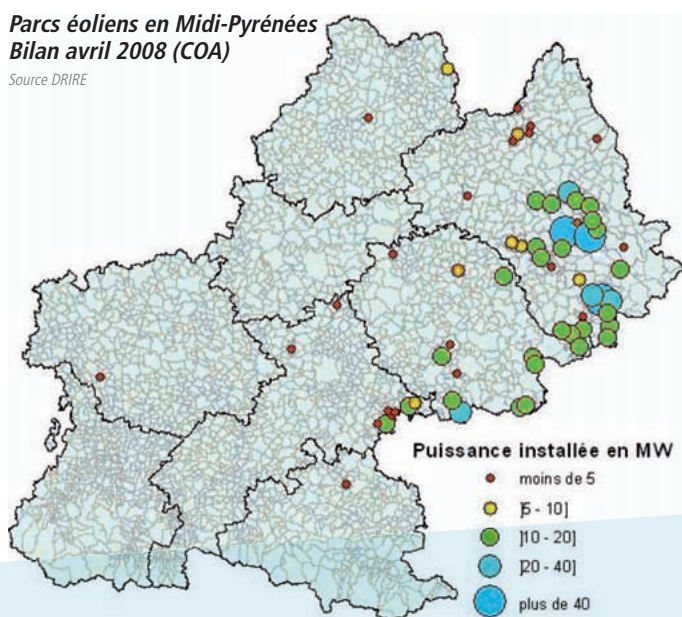 Parcs éoliens en Midi-Pyrénées
Bilan avril 2008 (COA)
Source DRIRE
Puissance installée en MW
moins de 5
]5 - 10]
]10 - 20]
]20 - 40]
plus de 40